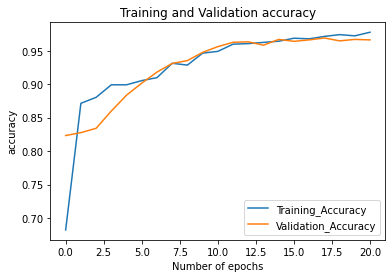 Training and Validation accuracy
accuracy
0.95
0.90
0.85
0.80
0.75
0.70
Training_Accuracy
Validation_Accuracy
0.0 2.5 5.0 7.5 10.0 12.5 15.0 17.5 20.0
Number of epochs